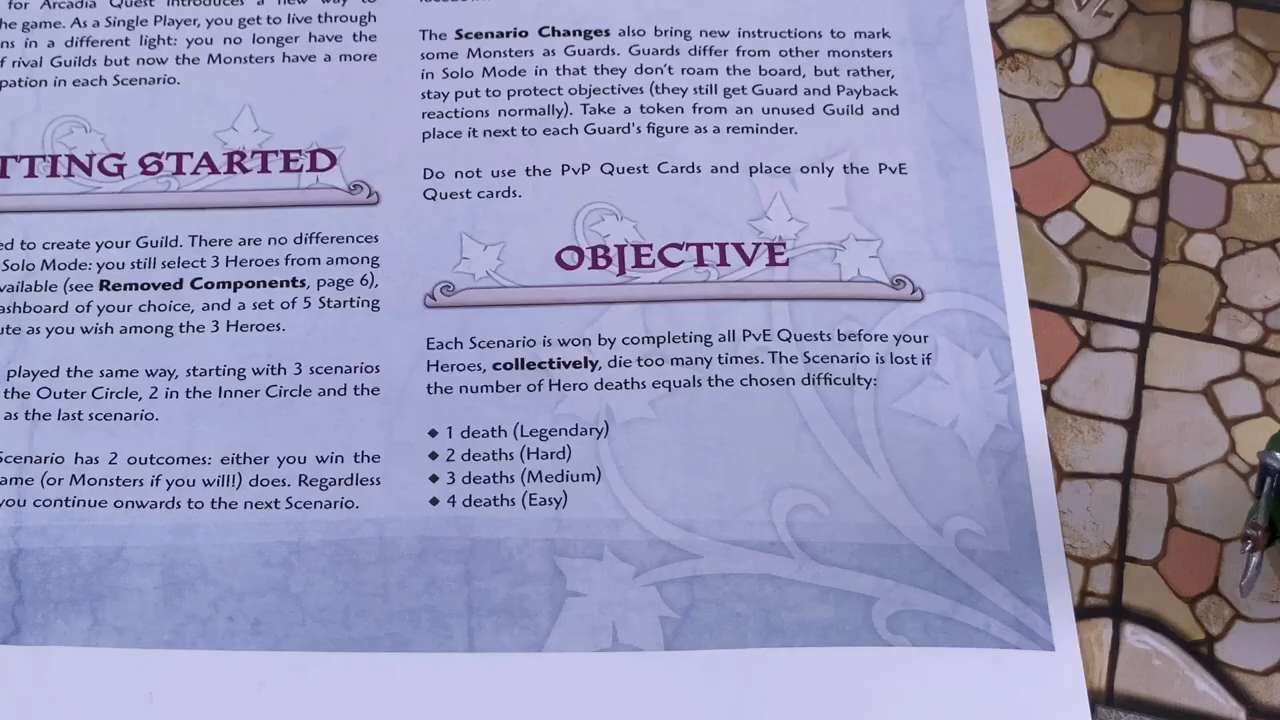 for Arcadia Quest introduces a new way to
he game. As a Single Player, you get to live through
ns in a different light: you no longer have the
f rival Guilds but now the Monsters have a more
pation in each Scenario.
TTING STARTED
ed to create your Guild. There are no differences
Solo Mode: you still select 3 Heroes from among
vailable (see Removed Components, page 6),
ashboard of your choice, and a set of 5 Starting
ute as you wish among the 3 Heroes.
played the same way, starting with 3 scenarios
the Outer Circle, 2 in the Inner Circle and the
as the last scenario.
Scenario has 2 outcomes: either you win the
ame (or Monsters if you will!) does. Regardless
you continue onwards to the next Scenario.
The Scenario Changes also bring new instructions to mark
some Monsters as Guards. Guards differ from other monsters
in Solo Mode in that they don't roam the board, but rather,
stay put to protect objectives (they still get Guard and Payback
reactions normally). Take a token from an unused Guild and
place it next to each Guard's figure as a reminder.
Do not use the PvP Quest Cards and place only the PvE
Quest cards.
OBJECTIVE
Each Scenario is won by completing all PvE Quests before your
Heroes, collectively, die too many times. The Scenario is lost if
the number of Hero deaths equals the chosen difficulty:
◆ 1 death (Legendary)
◆ 2 deaths (Hard)
◆ 3 deaths (Medium)
◆ 4 deaths (Easy)